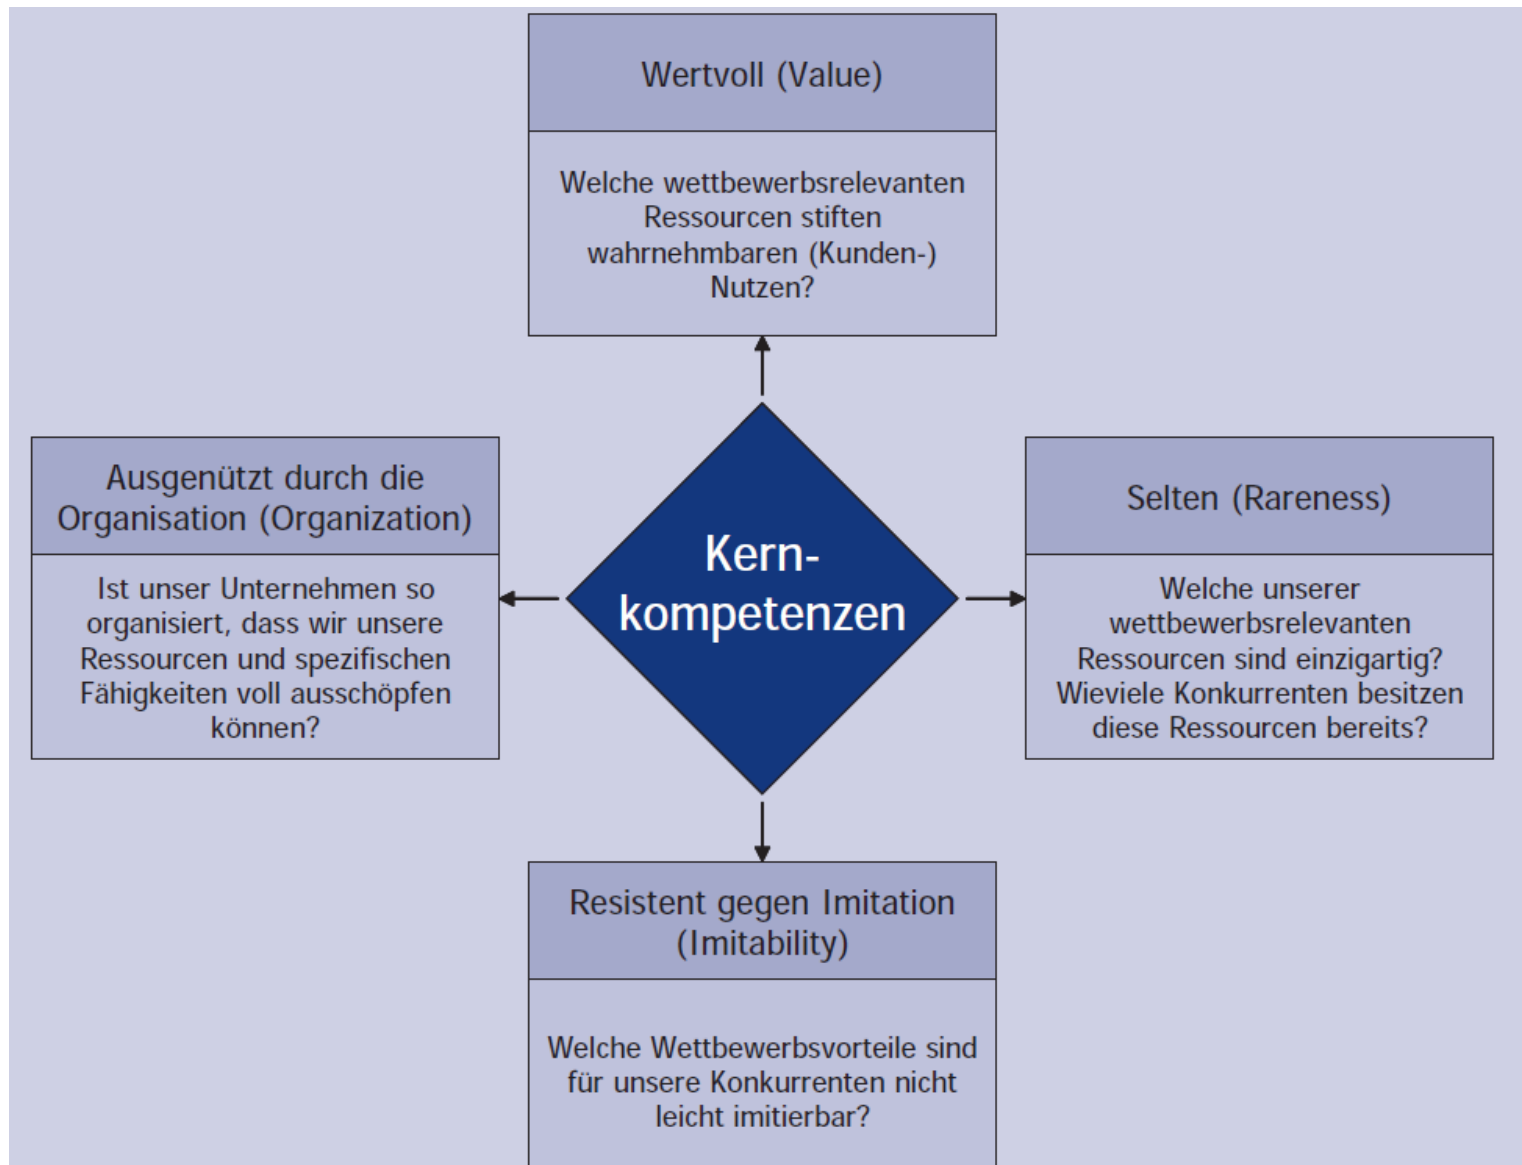 Wertvoll (Value)
Welche wettbewerbsrelevanten
Ressourcen stiften
wahrnehmbaren (Kunden-)
Nutzen?
Ausgenützt durch die
Organisation (Organization)
Ist unser Unternehmen so
organisiert, dass wir unsere
Ressourcen und spezifischen
Fähigkeiten voll ausschöpfen
können?
Kern-
kompetenzen
Selten (Rareness)
Welche unserer
wettbewerbsrelevanten
Ressourcen sind einzigartig?
Wieviele Konkurrenten besitzen
diese Ressourcen bereits?
Resistent gegen Imitation
(Imitability)
Welche Wettbewerbsvorteile sind
für unsere Konkurrenten nicht
leicht imitierbar?